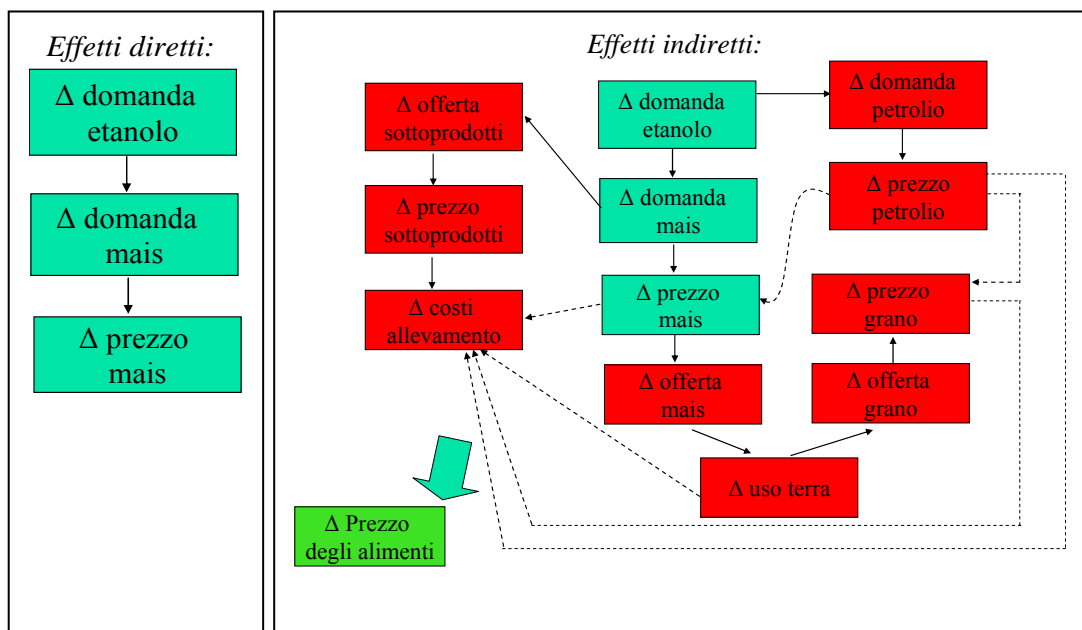 Effetti diretti:
Δ domanda
etanolo
Δ domanda
mais
Δ prezzo
mais
Effetti indiretti:
Δ offerta
sottoprodotti
Δ prezzo
sottoprodotti
Δ costi
allevamento
Δ Prezzo
degli alimenti
Δ domanda
etanolo
Δ domanda
mais
Δ prezzo
mais
Δ offerta
mais
Δ uso terra
Δ domanda
petrolio
Δ prezzo
petrolio
Δ prezzo
grano
Δ offerta
grano